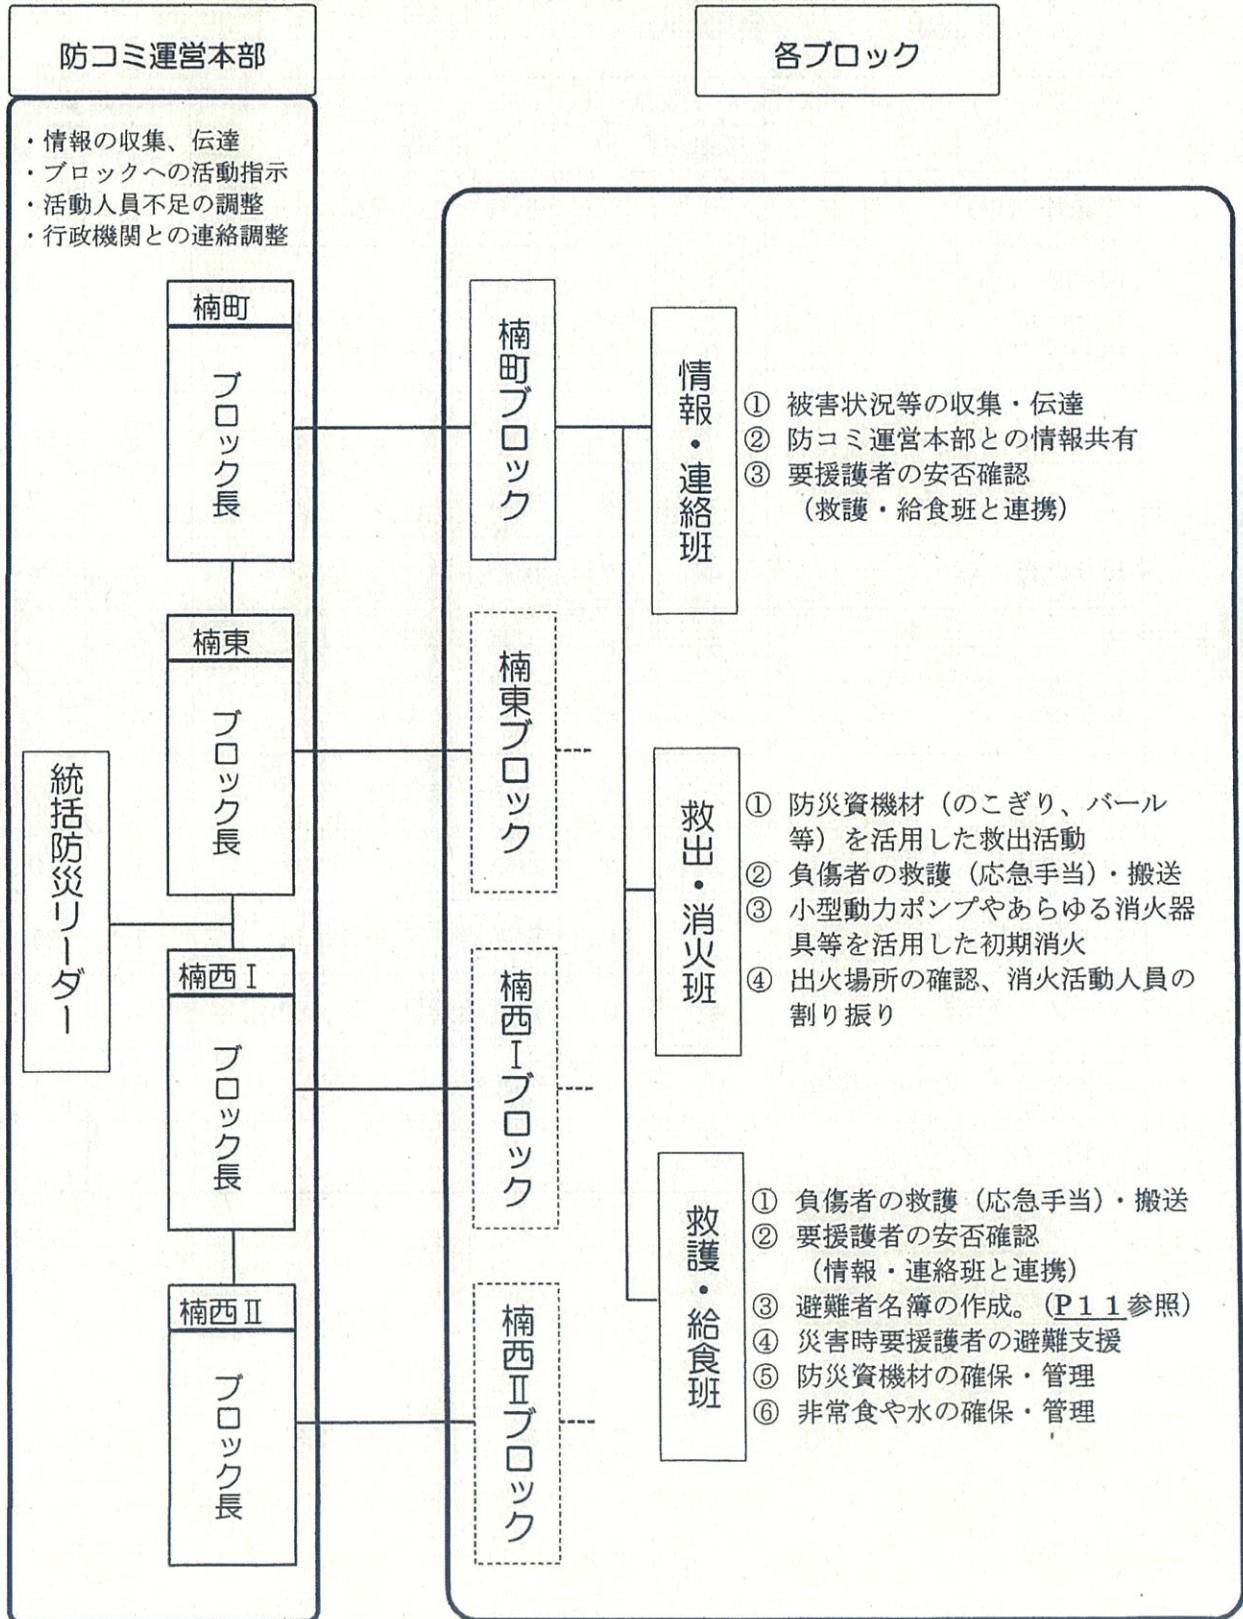 防コミ運営本部
各ブロック
・情報の収集、伝達
・ブロックへの活動指示
・活動人員不足の調整
・行政機関との連絡調整
統括防災リーダー
楠町
ブロック長
楠東
ブロック長
楠西Ⅰ
ブロック長
楠西Ⅱ
ブロック長
楠町ブロック
楠東ブロック
楠西Ⅰブロック
楠西Ⅱブロック
情報・連絡班
① 被害状況等の収集・伝達
② 防コミ運営本部との情報共有
③ 要援護者の安否確認
（救護・給食班と連携）
救出・消火班
① 防災資機材（のこぎり、バール
等）を活用した救出活動
② 負傷者の救護（応急手当）・搬送
③ 小型動力ポンプやあらゆる消火器
具等を活用した初期消火
④ 出火場所の確認、消火活動人員の
割り振り
救護・給食班
① 負傷者の救護（応急手当）・搬送
② 要援護者の安否確認
（情報・連絡班と連携）
③ 避難者名簿の作成。（P１１参照）
④ 災害時要援護者の避難支援
⑤ 防災資機材の確保・管理
⑥ 非常食や水の確保・管理